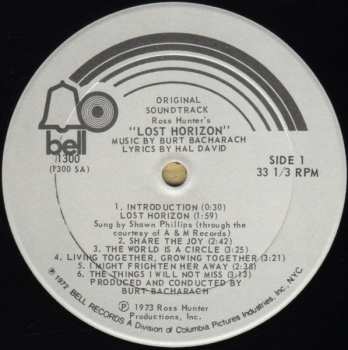 ORIGINAL
SOUNDTRACK
Ross Hunter's
"LOST HORIZON"
MUSIC BY BURT BACHARACH
LYRICS BY HAL DAVID
bell
1300
(1300 SA)
SIDE 1
33 1/3 RPM
1. INTRODUCTION (0:30)
LOST HORIZON (1:59)
Sung by Shawn Phillips (through the
courtesy of A & M Records)
2. SHARE THE JOY (2:42)
3. THE WORLD IS A CIRCLE (3:25)
4. LIVING TOGETHER, GROWING TOGETHER (3:21)
5. I MIGHT FRIGHTEN HER AWAY (2:38)
6. THE THINGS I WILL NOT MISS (3:12)
PRODUCED AND CONDUCTED BY
BURT BACHARACH
Ⓟ 1973 Ross Hunter
Productions, Inc.
Ⓟ 1972 BELL RECORDS A Division of Columbia Pictures Industries, Inc., NYC